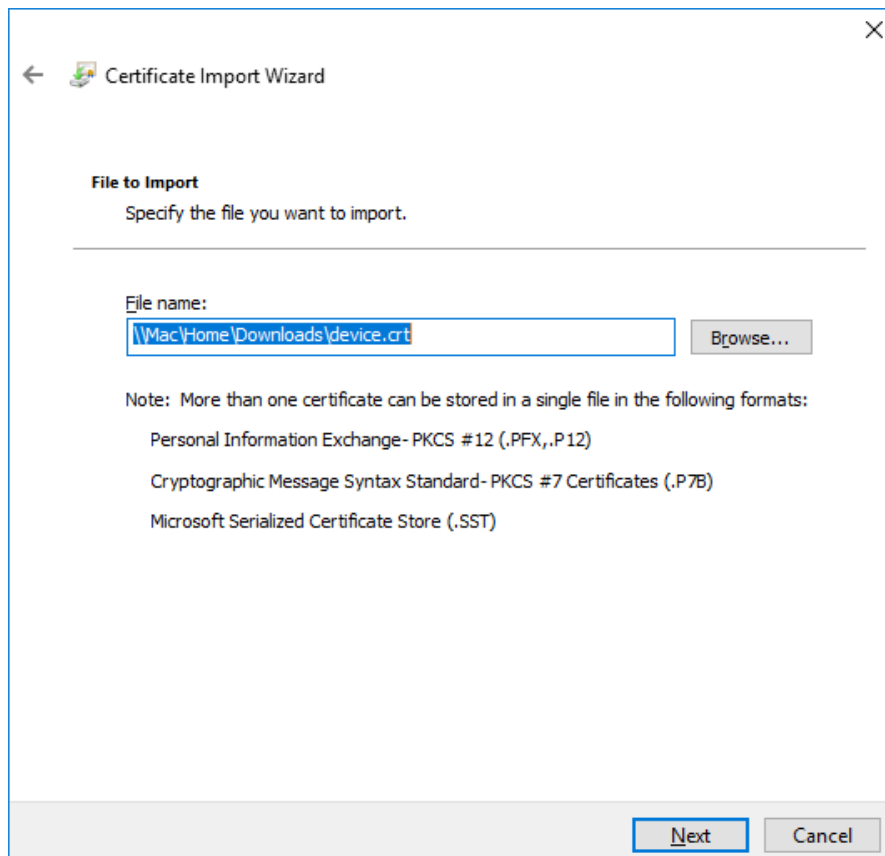 Certificate Import Wizard
File to Import
Specify the file you want to import.
File name:
\\Mac\Home\Downloads\device.crt
Browse...
Note:  More than one certificate can be stored in a single file in the following formats:
Personal Information Exchange- PKCS #12 (.PFX,.P12)
Cryptographic Message Syntax Standard- PKCS #7 Certificates (.P7B)
Microsoft Serialized Certificate Store (.SST)
Next
Cancel